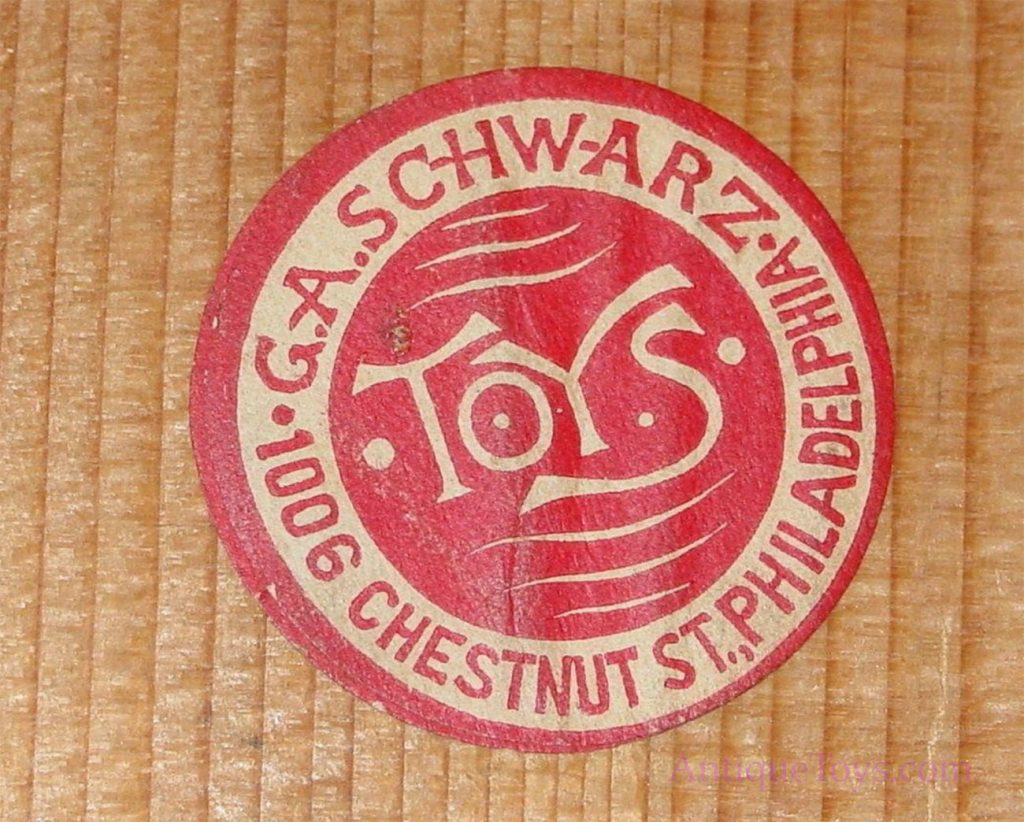 ·G.A.SCHWARZ·
TOYS
1006 CHESTNUT ST., PHILADELPHIA
AntiqueToys.com